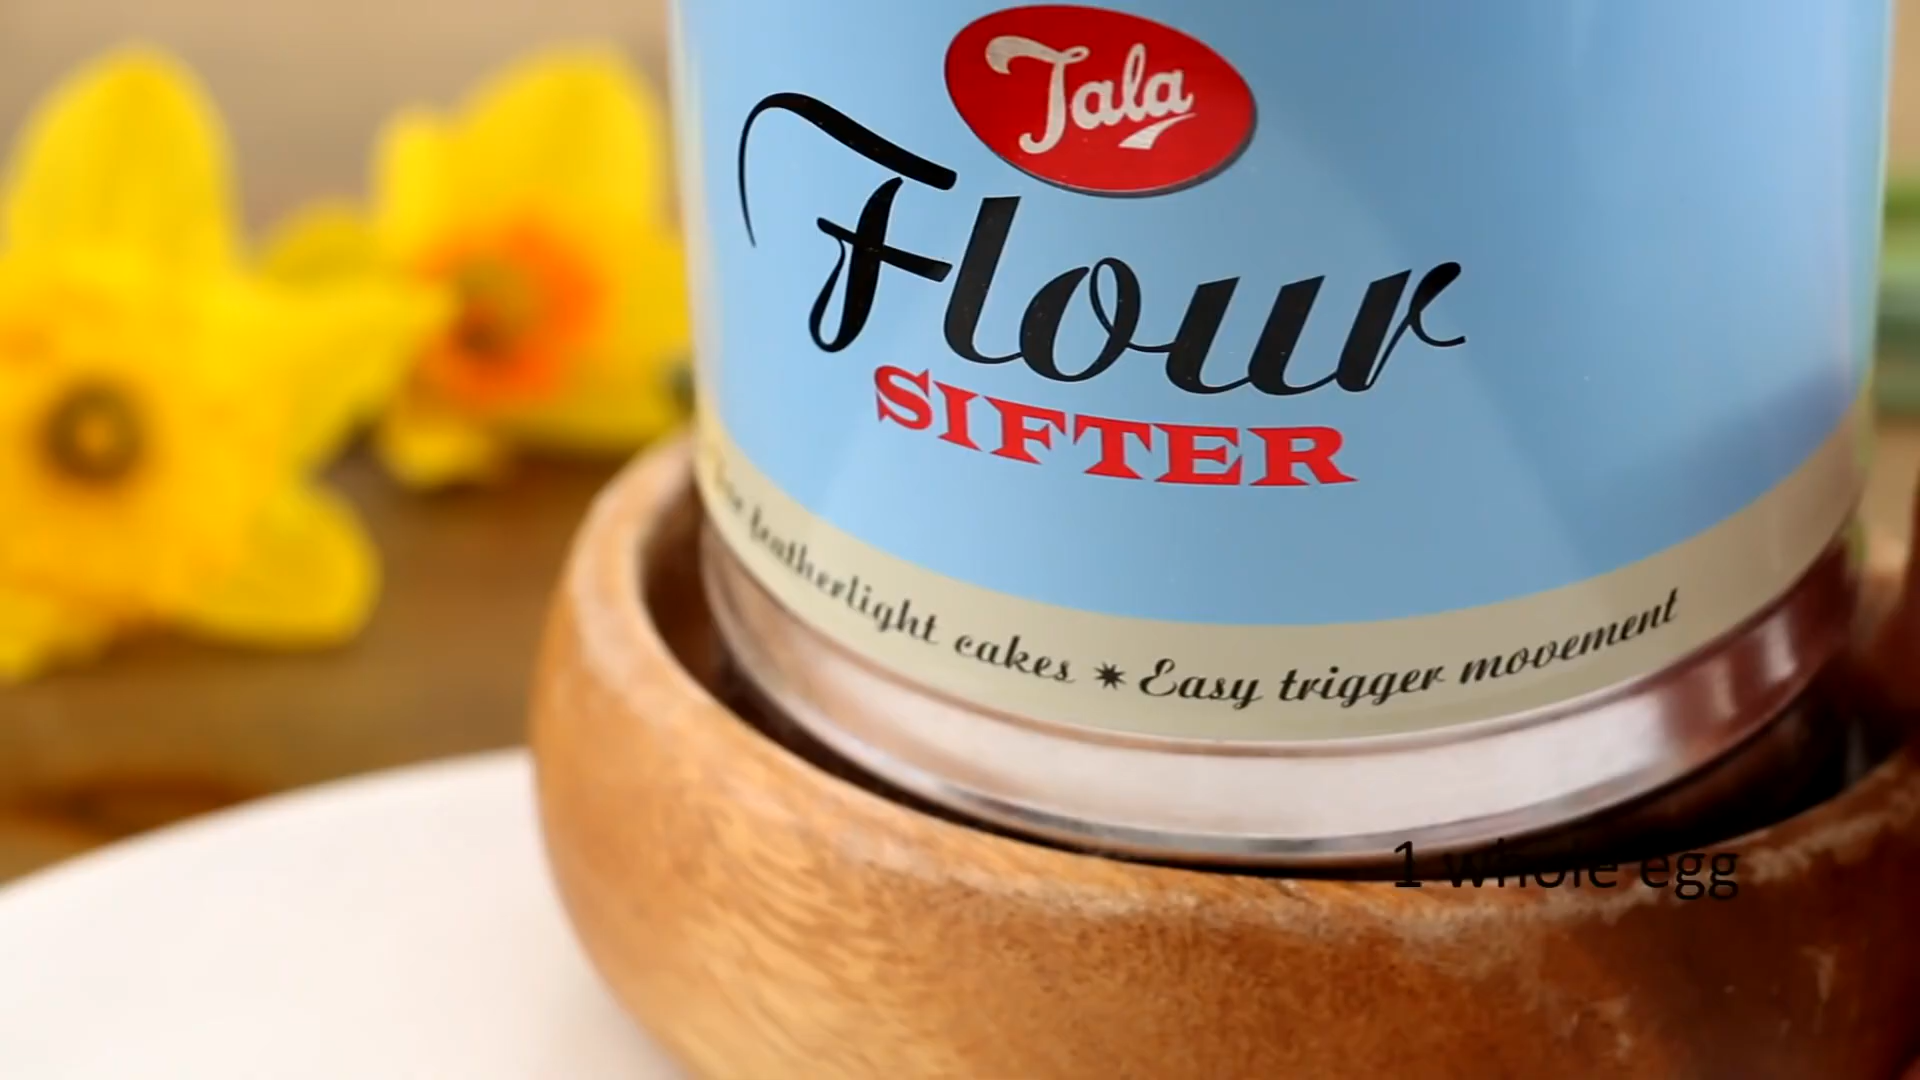 Tala
Flour
SIFTER
featherlight cakes * Easy trigger movement
1 whole egg